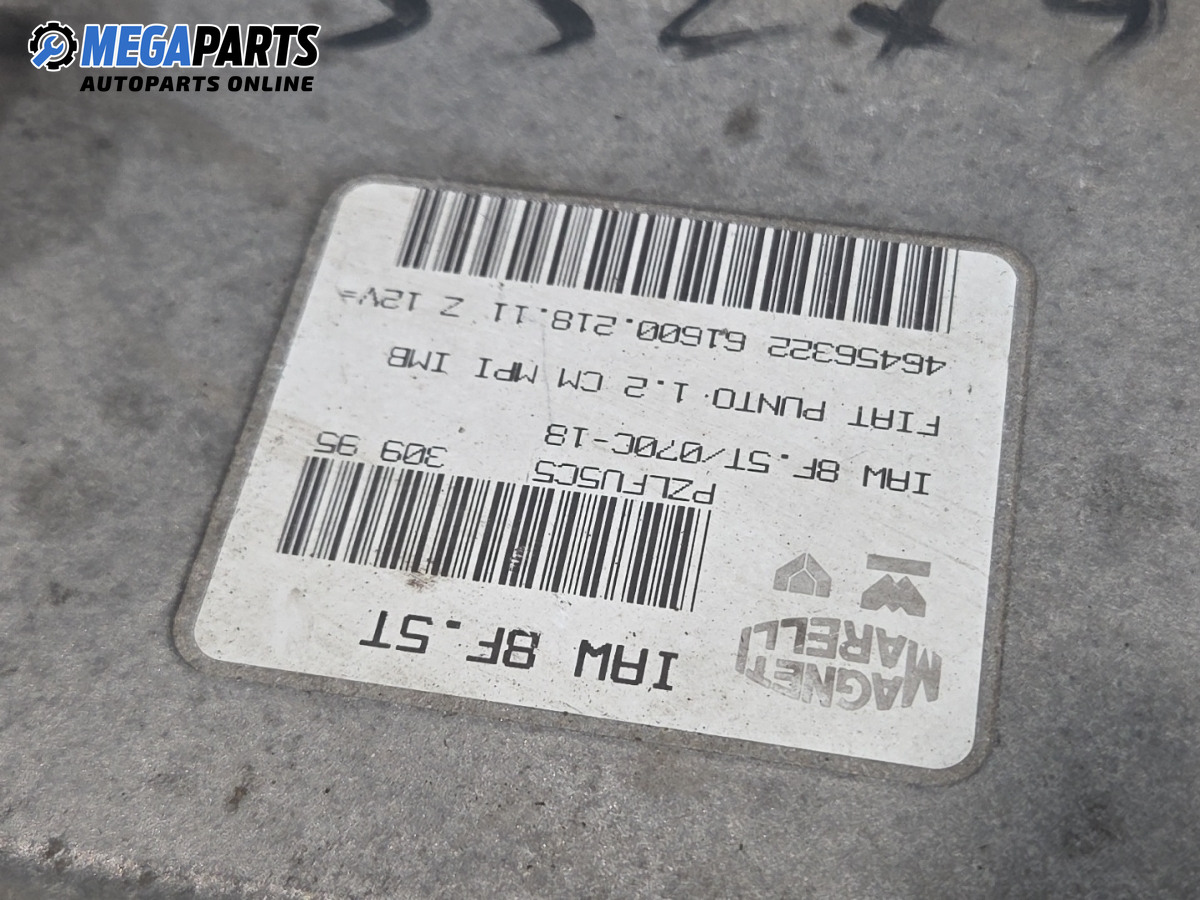 MEGAPARTS
AUTOPARTS ONLINE
MAGNETI
MARELLI
IAW 8F.5T
PZLFU5C5 309 95
IAW 8F.5T/070C-18
FIAT PUNTO 1.2 CM MPI IMB
46456322 61600.218.11 Z 12V=